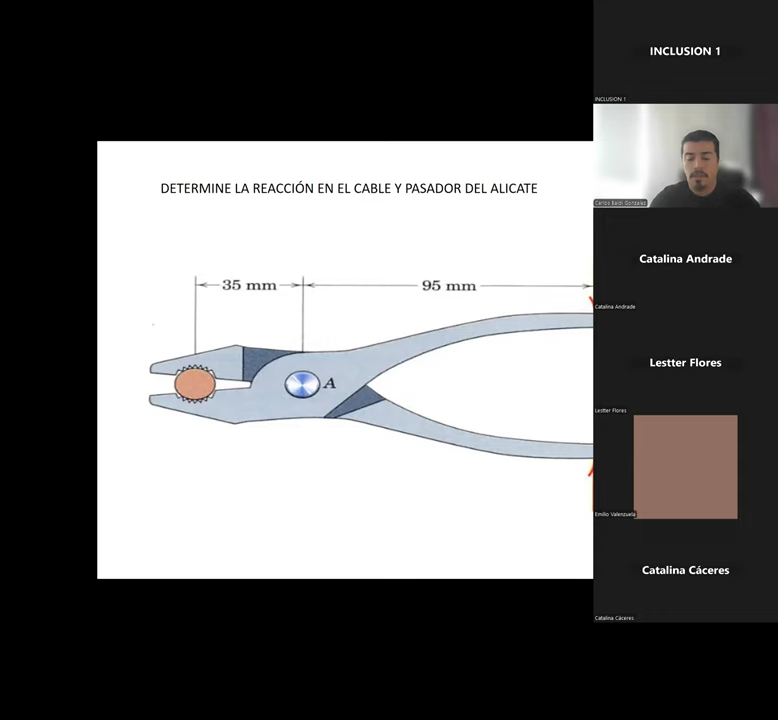 INCLUSION 1
INCLUSION 1
DETERMINE LA REACCIÓN EN EL CABLE Y PASADOR DEL ALICATE
35 mm
95 mm
A
Catalina Andrade
Catalina Andrade
Lestter Flores
Lestter Flores
Emilio Valenzuela
Catalina Cáceres
Catalina Cáceres